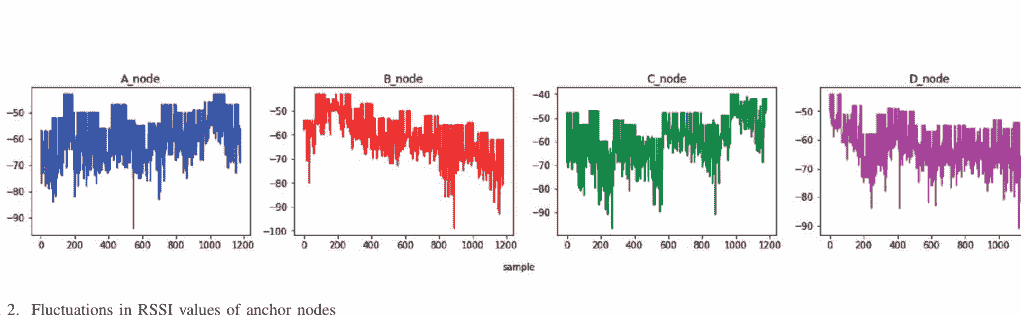 A_node B_node C_node D_node
−50 −60 −70 −80 −90
0 200 400 600 800 1000 1200
−50 −60 −70 −80 −90 −100
0 200 400 600 800 1000 1200
−40 −50 −60 −70 −80 −90
0 200 400 600 800 1000 1200
−50 −60 −70 −80 −90
0 200 400 600 800 1000
sample
. 2. Fluctuations in RSSI values of anchor nodes